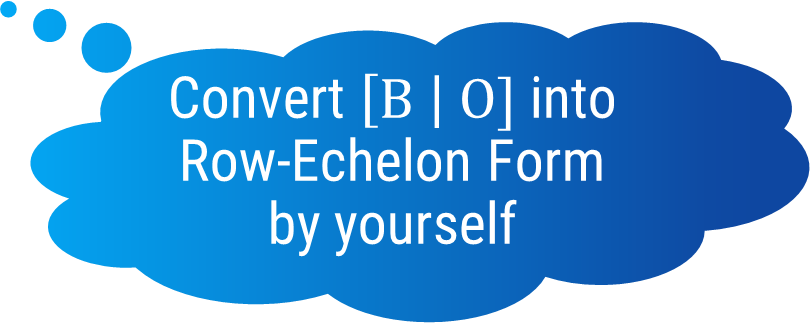 Convert [B | O] into
Row-Echelon Form
by yourself